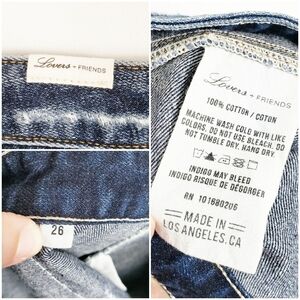 Lovers + FRIENDS
26
Lovers + FRIENDS
100% COTTON / COTON
MACHINE WASH COLD WITH LIKE
COLORS. DO NOT USE BLEACH. DO
NOT TUMBLE DRY. HANG DRY.
INDIGO MAY BLEED
INDIGO RISQUE DE DÉGORGER
RN 101680206
MADE IN
LOS ANGELES, CA